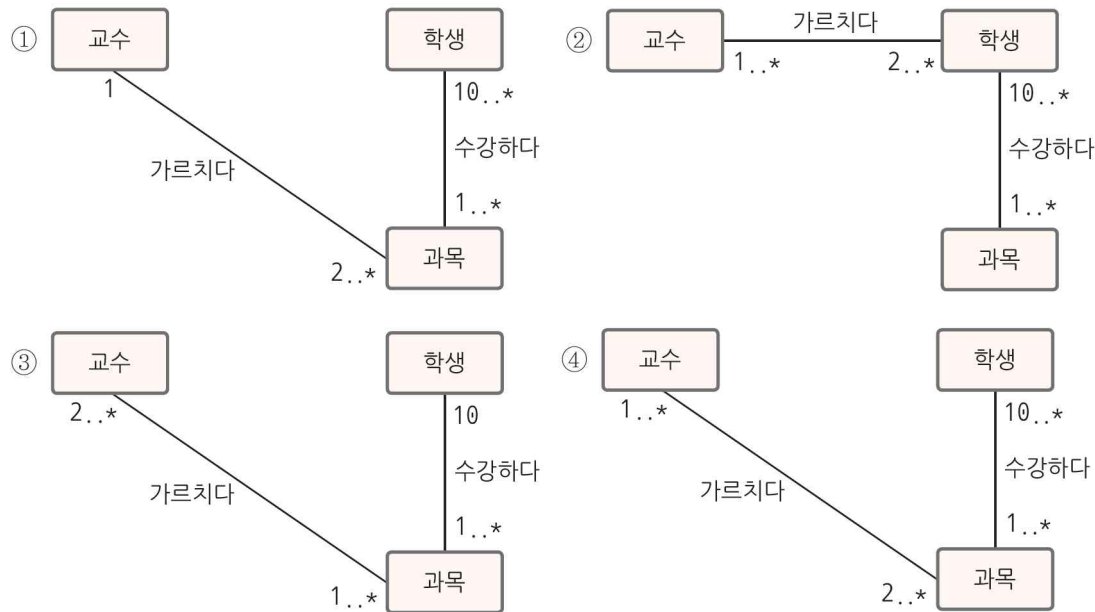 ① 교수
학생
1
10..*
가르치다
수강하다
1..*
과목
2..*
② 교수
가르치다
학생
1..*
2..*
10..*
수강하다
1..*
과목
③ 교수
학생
2..*
10
수강하다
가르치다
1..*
과목
1..*
④ 교수
학생
1..*
10..*
수강하다
가르치다
1..*
과목
2..*